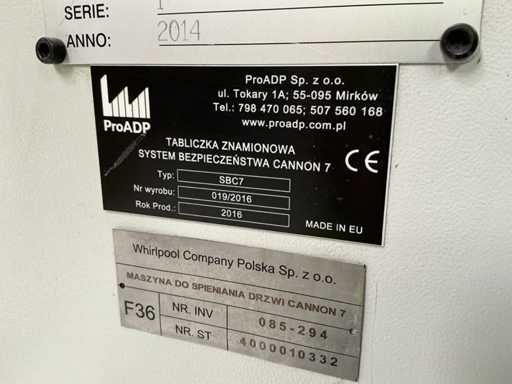 SERIE: 1
ANNO: 2014
ProADP
ProADP Sp. z o.o.
ul. Tokary 1A; 55-095 Mirków
Tel.: 798 470 065; 507 560 168
www.proadp.com.pl
TABLICZKA ZNAMIONOWA
SYSTEM BEZPIECZEŃSTWA CANNON 7
CE
Typ: SBC7
Nr wyrobu: 019/2016
Rok Prod.: 2016
MADE IN EU
Whirlpool Company Polska Sp. z o.o.
MASZYNA DO SPIENIANIA DRZWI CANNON 7
F36
NR. INV 085-294
NR. ST 4000010332